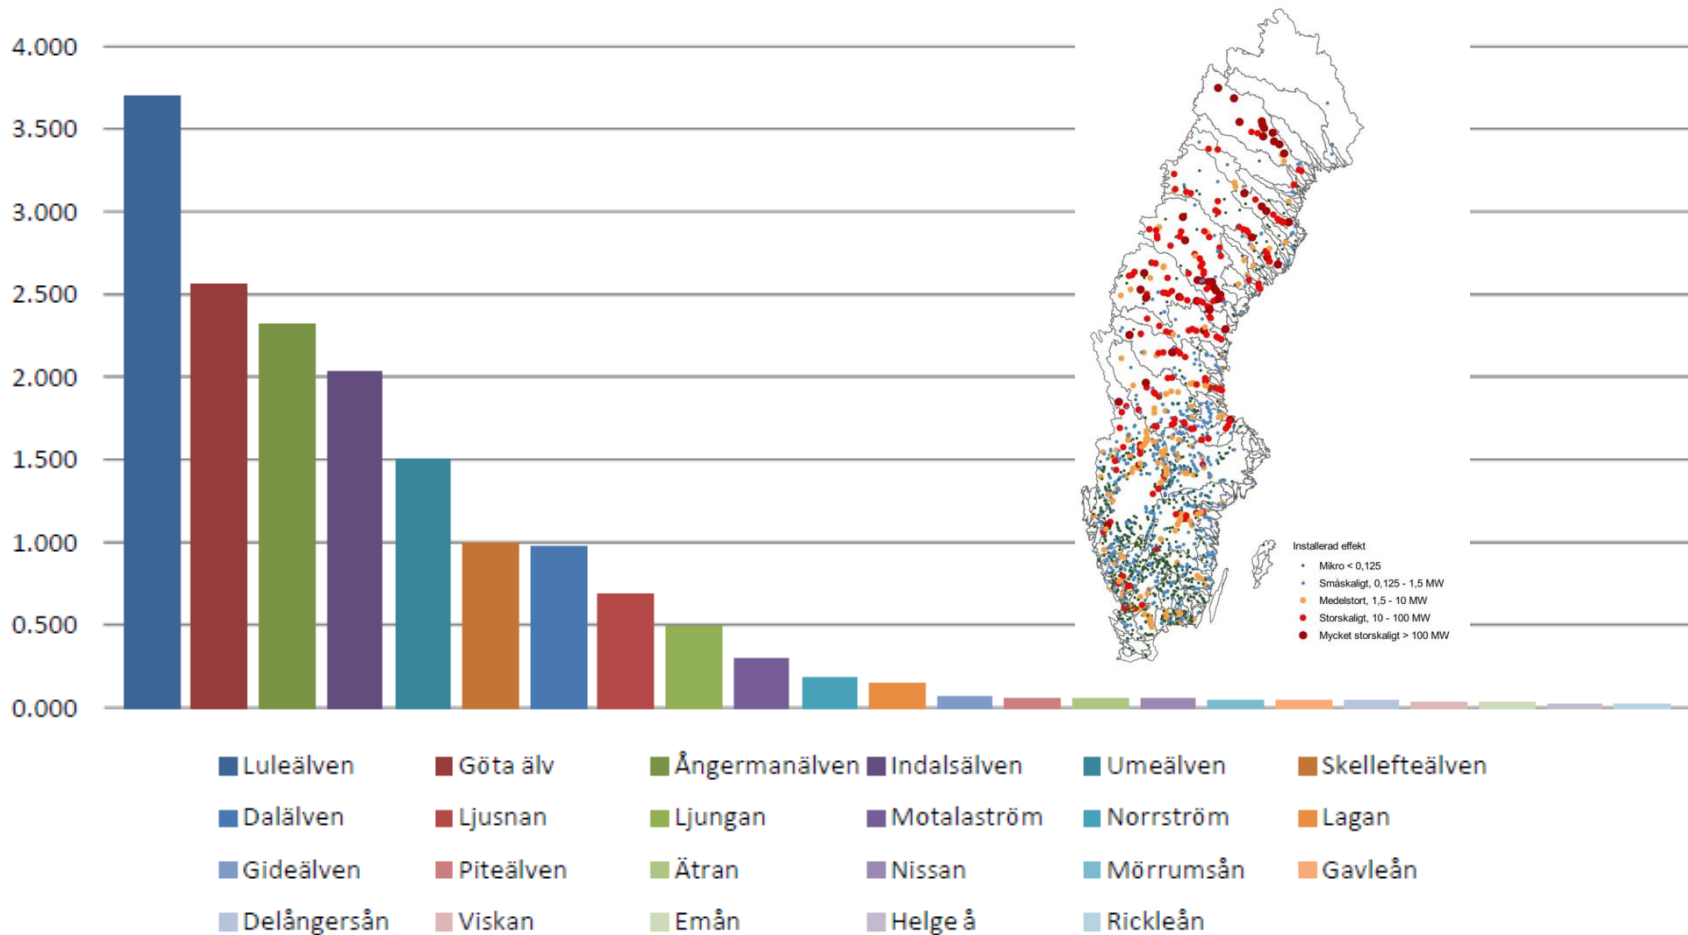 4.000
3.500
3.000
2.500
2.000
1.500
1.000
0.500
0.000
Installerad effekt
Mikro < 0,125
Småskaligt, 0,125 - 1,5 MW
Medelstort, 1,5 - 10 MW
Storskaligt, 10 - 100 MW
Mycket storskaligt > 100 MW
Luleälven Göta älv Ångermanälven Indalsälven Umeälven Skellefteälven
Dalälven Ljusnan Ljungan Motalaström Norrström Lagan
Gideälven Piteälven Ätran Nissan Mörrumsån Gavleån
Delångersån Viskan Emån Helge å Rickleån